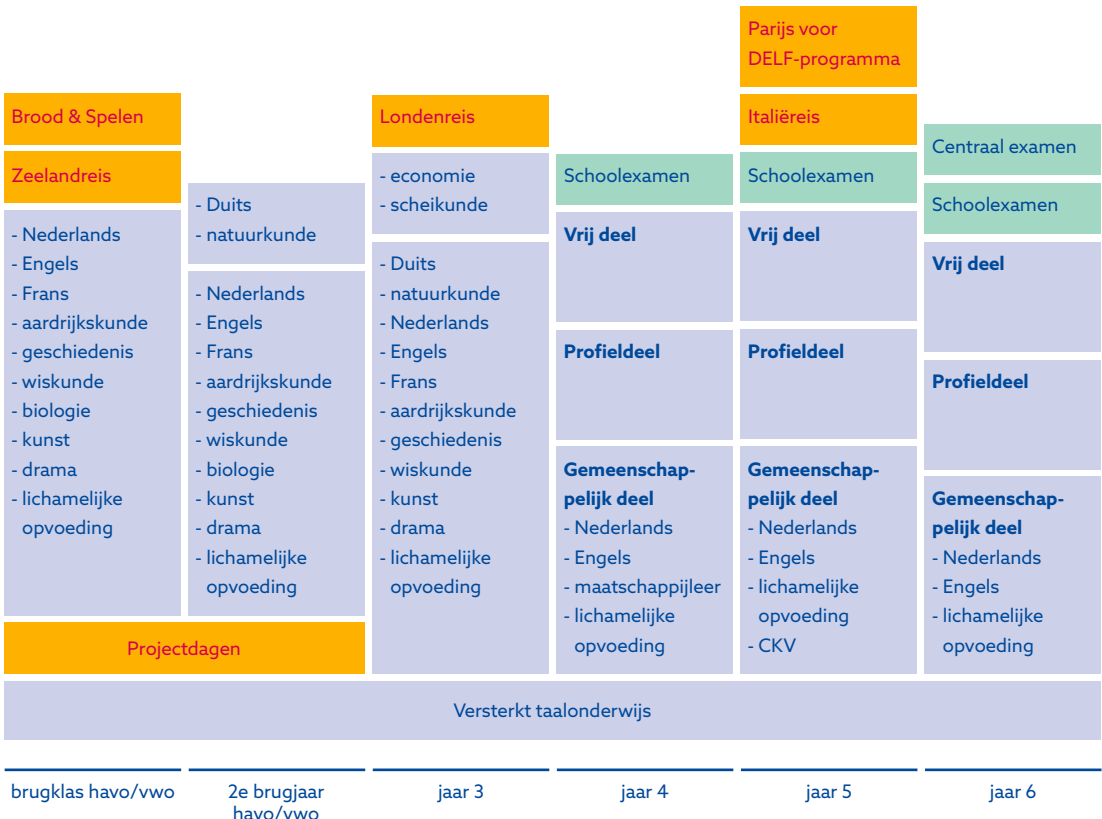 Brood & Spelen
Zeelandreis
- Nederlands
- Engels
- Frans
- aardrijkskunde
- geschiedenis
- wiskunde
- biologie
- kunst
- drama
- lichamelijke
opvoeding
- Duits
- natuurkunde
- Nederlands
- Engels
- Frans
- aardrijkskunde
- geschiedenis
- wiskunde
- biologie
- kunst
- drama
- lichamelijke
opvoeding
Projectdagen
Londenreis
- economie
- scheikunde
- Duits
- natuurkunde
- Nederlands
- Engels
- Frans
- aardrijkskunde
- geschiedenis
- wiskunde
- kunst
- drama
- lichamelijke
opvoeding
Schoolexamen
Vrij deel
Profieldeel
Gemeenschap-
pelijk deel
- Nederlands
- Engels
- maatschappijleer
- lichamelijke
opvoeding
Parijs voor
DELF-programma
Italiëreis
Schoolexamen
Vrij deel
Profieldeel
Gemeenschap-
pelijk deel
- Nederlands
- Engels
- lichamelijke
opvoeding
- CKV
Centraal examen
Schoolexamen
Vrij deel
Profieldeel
Gemeenschap-
pelijk deel
- Nederlands
- Engels
- lichamelijke
opvoeding
Versterkt taalonderwijs
brugklas havo/vwo
2e brugjaar
havo/vwo
jaar 3
jaar 4
jaar 5
jaar 6